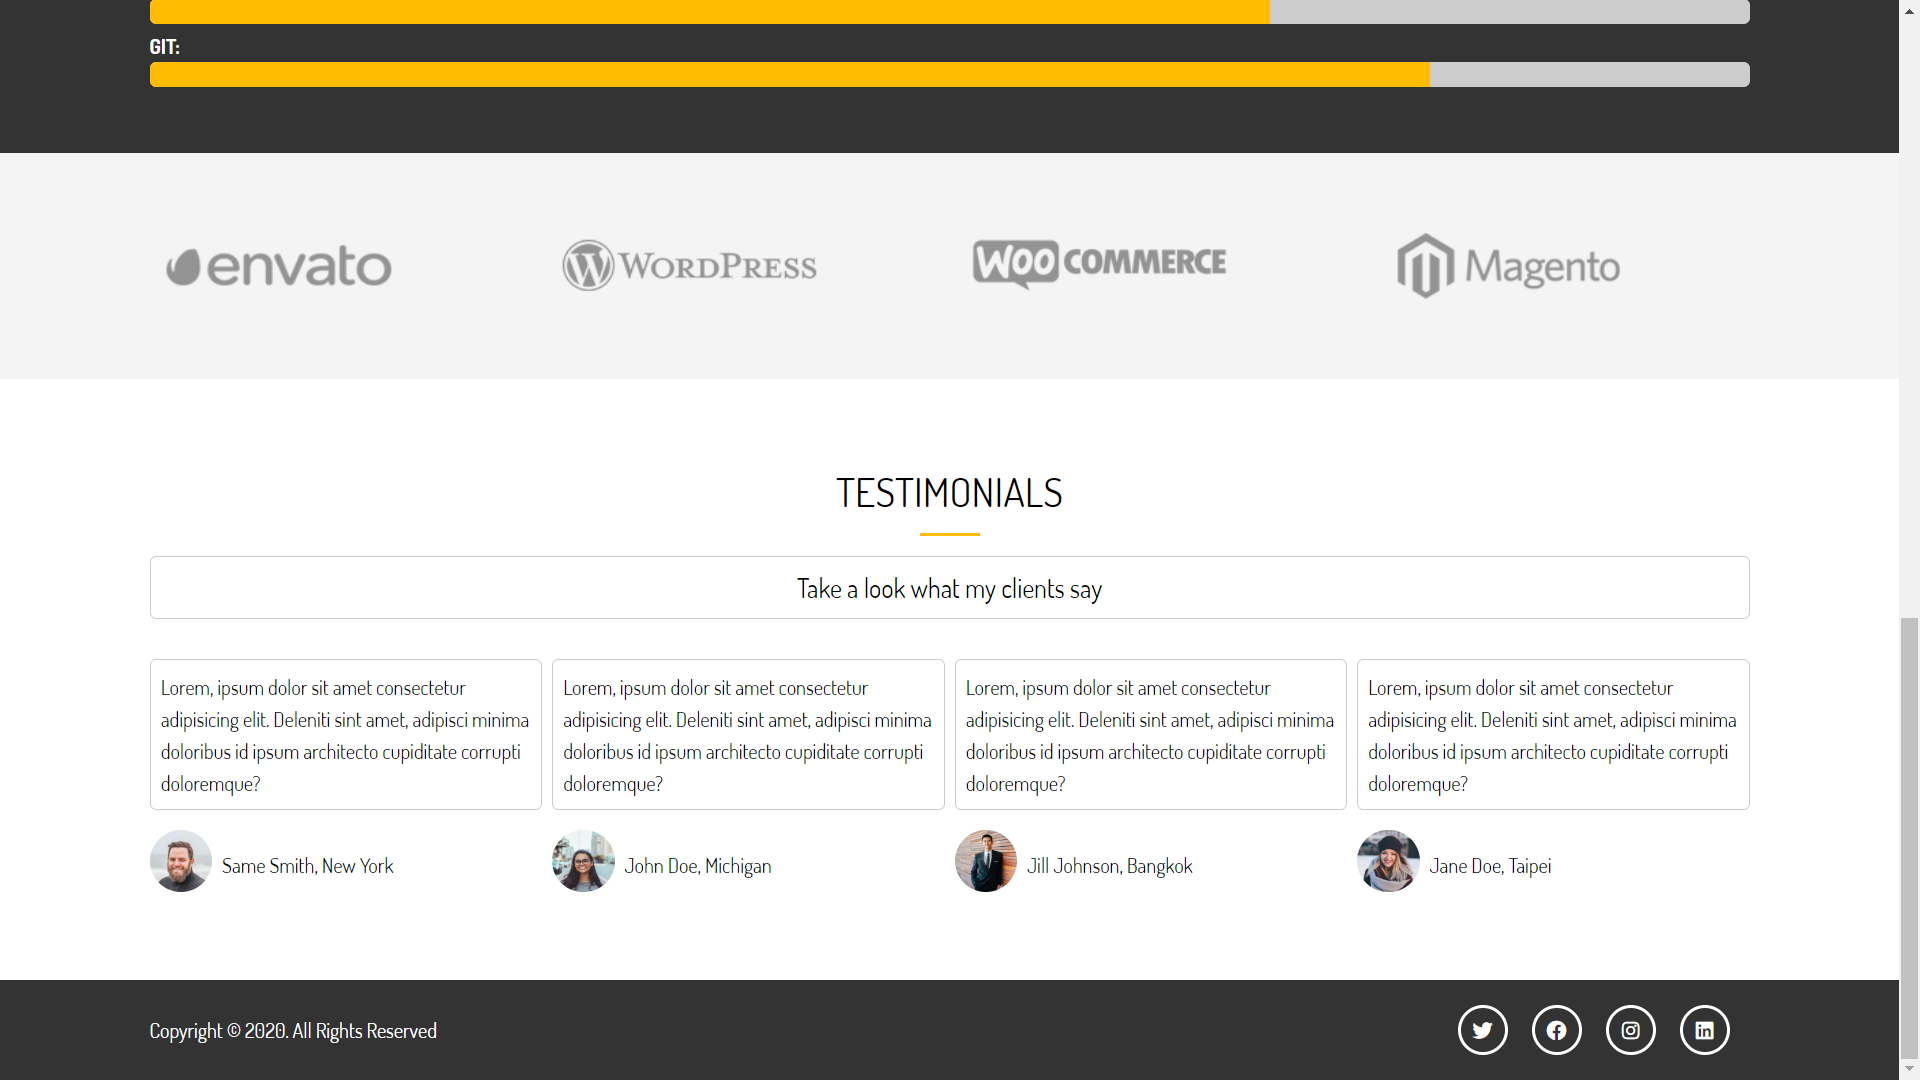 GIT:
envato
WORDPRESS
WOO COMMERCE
Magento
TESTIMONIALS
Take a look what my clients say
Lorem, ipsum dolor sit amet consectetur
adipisicing elit. Deleniti sint amet, adipisci minima
doloribus id ipsum architecto cupiditate corrupti
doloremque?
Same Smith, New York
Lorem, ipsum dolor sit amet consectetur
adipisicing elit. Deleniti sint amet, adipisci minima
doloribus id ipsum architecto cupiditate corrupti
doloremque?
John Doe, Michigan
Lorem, ipsum dolor sit amet consectetur
adipisicing elit. Deleniti sint amet, adipisci minima
doloribus id ipsum architecto cupiditate corrupti
doloremque?
Jill Johnson, Bangkok
Lorem, ipsum dolor sit amet consectetur
adipisicing elit. Deleniti sint amet, adipisci minima
doloribus id ipsum architecto cupiditate corrupti
doloremque?
Jane Doe, Taipei
Copyright © 2020. All Rights Reserved